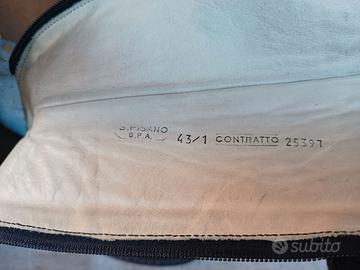 S.PISANO
S.P.A.
43/1 CONTRATTO 25397
subito